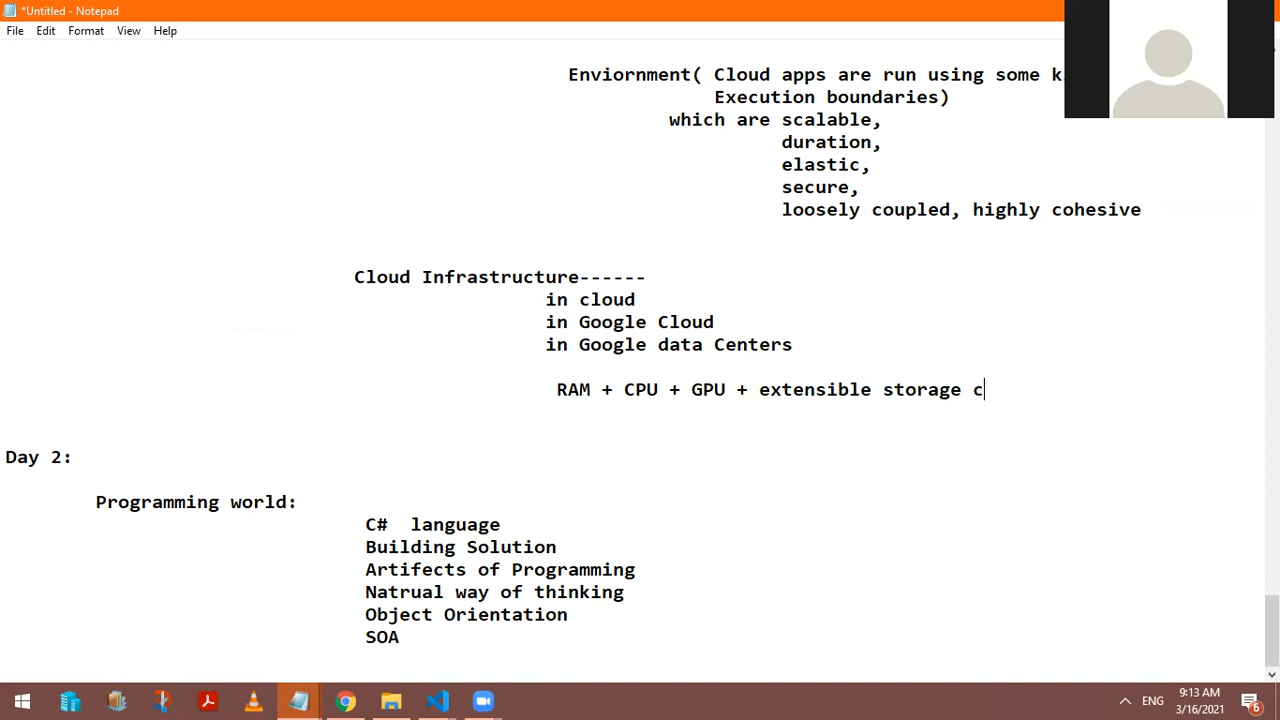 *Untitled - Notepad
File Edit Format View Help
Enviornment( Cloud apps are run using some
Execution boundaries)
which are scalable,
duration,
elastic,
secure,
loosely coupled, highly cohesive
Cloud Infrastructure------
in cloud
in Google Cloud
in Google data Centers
RAM + CPU + GPU + extensible storage c
Day 2:
Programming world:
C#  language
Building Solution
Artifects of Programming
Natrual way of thinking
Object Orientation
SOA
ENG
9:13 AM
3/16/2021
6